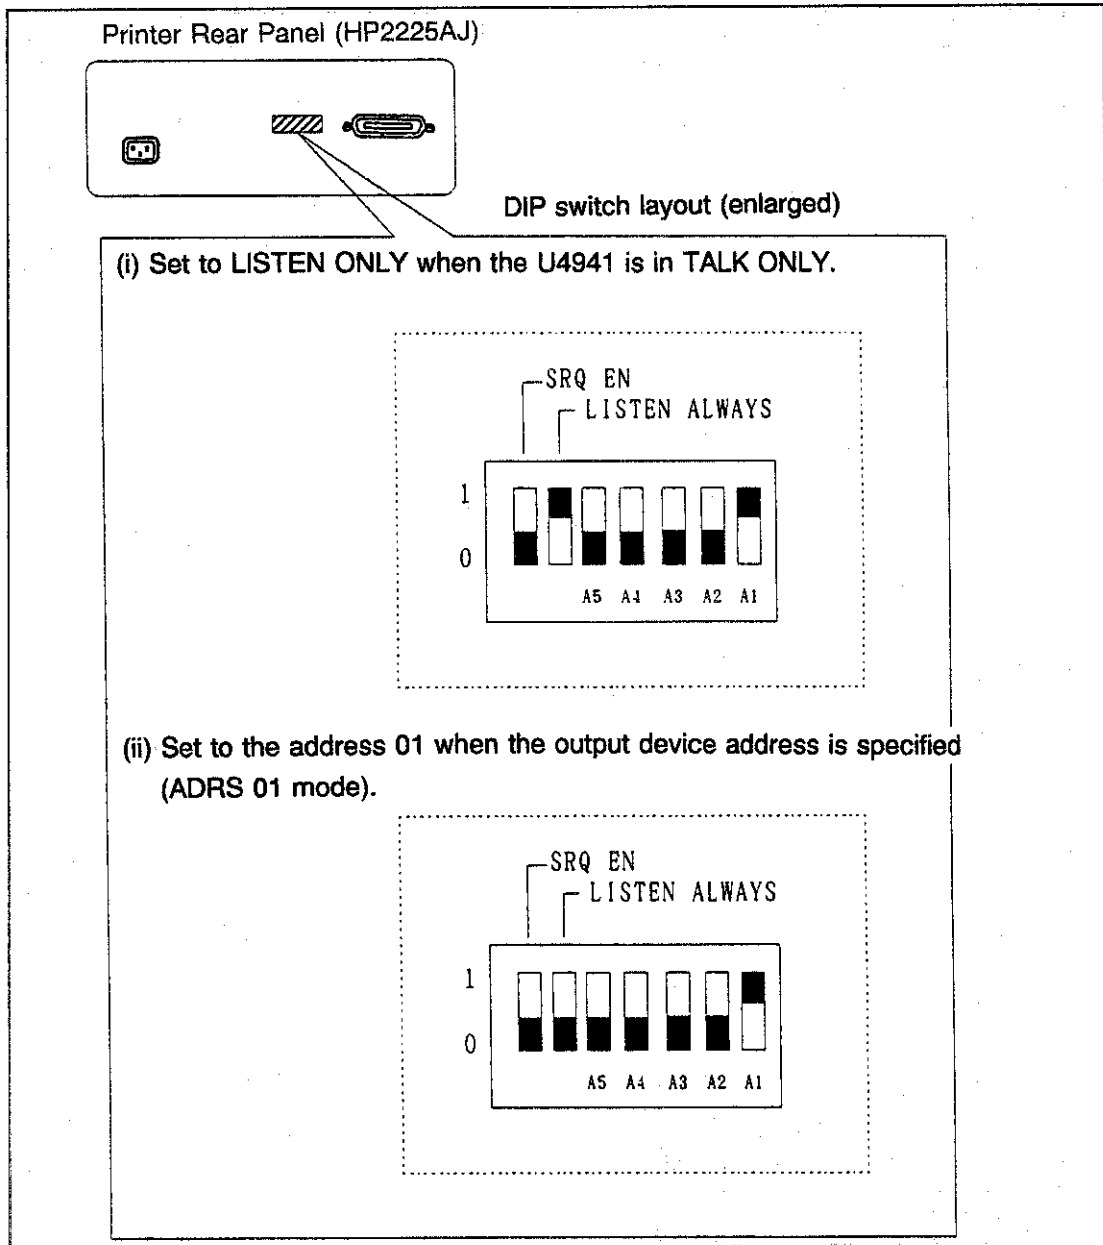 Printer Rear Panel (HP2225AJ)
DIP switch layout (enlarged)
(i) Set to LISTEN ONLY when the U4941 is in TALK ONLY.
SRQ EN
LISTEN ALWAYS
1
0
A5 A4 A3 A2 A1
(ii) Set to the address 01 when the output device address is specified
(ADRS 01 mode).
SRQ EN
LISTEN ALWAYS
1
0
A5 A4 A3 A2 A1